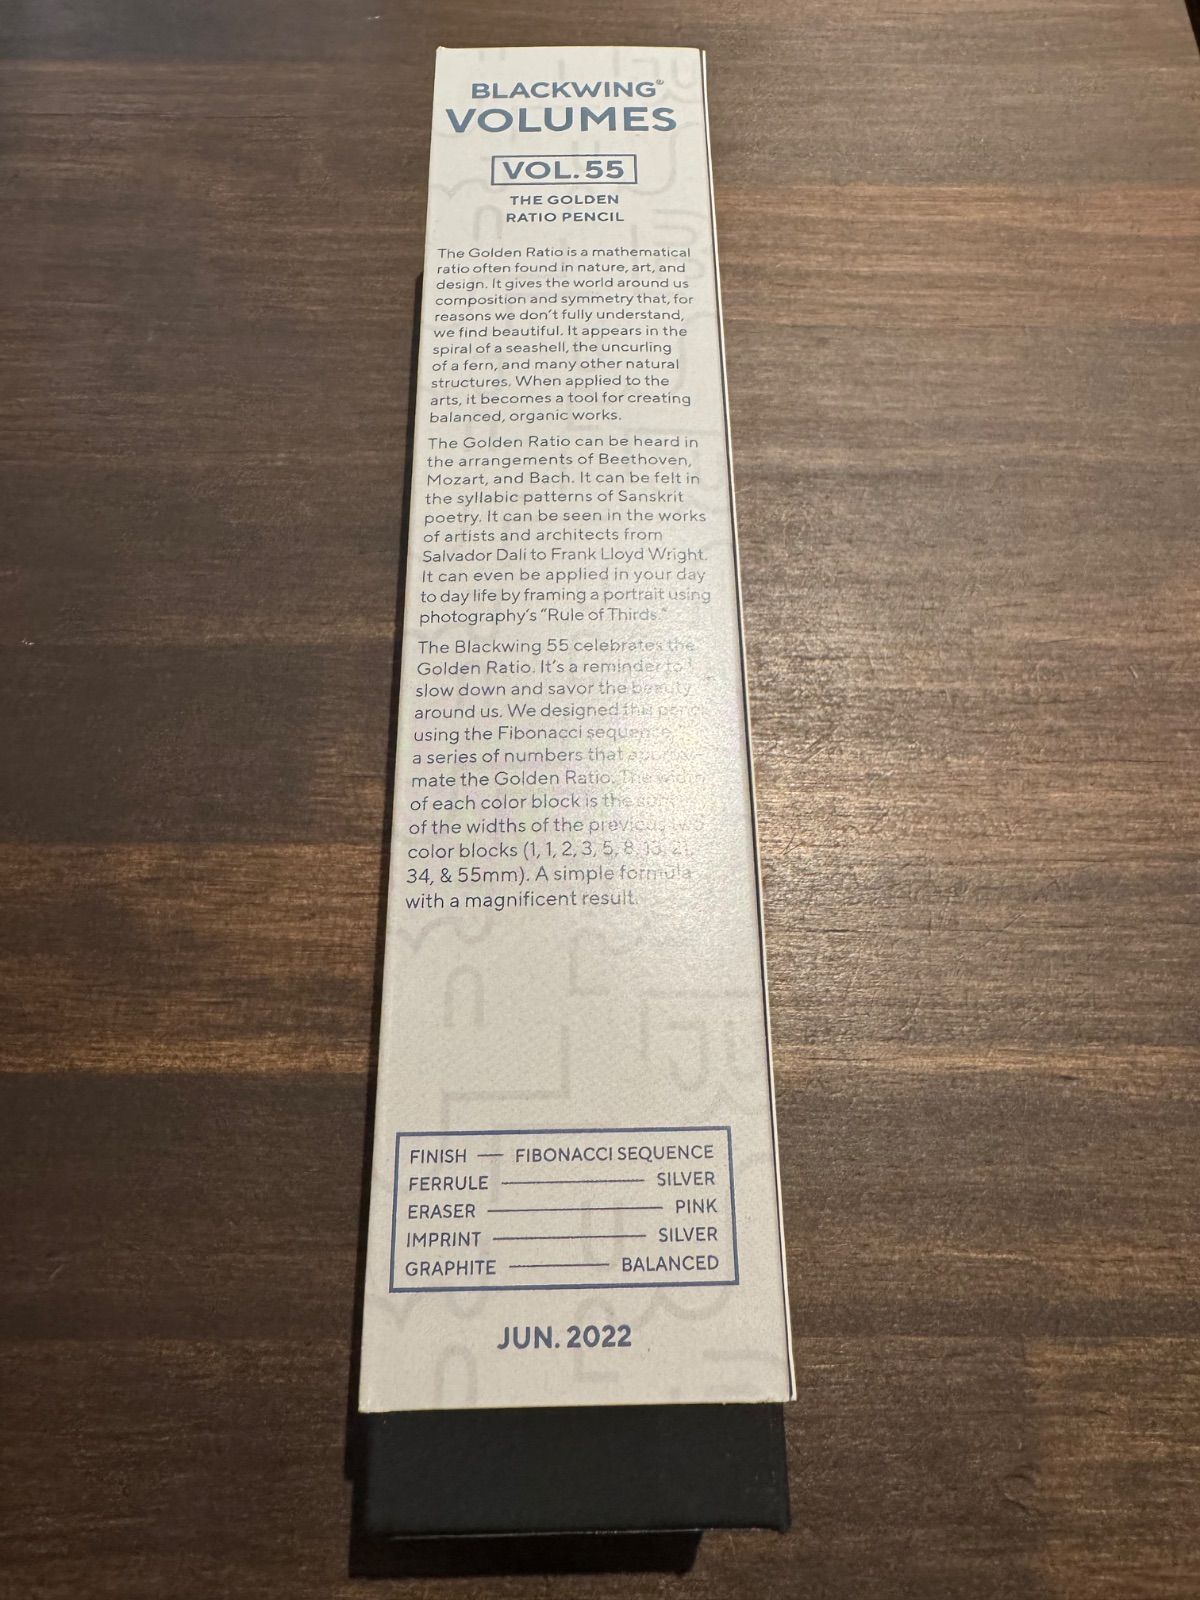 BLACKWING®
VOLUMES
VOL. 55
THE GOLDEN
RATIO PENCIL
The Golden Ratio is a mathematical
ratio often found in nature, art, and
design. It gives the world around us
composition and symmetry that, for
reasons we don't fully understand,
we find beautiful. It appears in the
spiral of a seashell, the uncurling
of a fern, and many other natural
structures. When applied to the
arts, it becomes a tool for creating
balanced, organic works.
The Golden Ratio can be heard in
the arrangements of Beethoven,
Mozart, and Bach. It can be felt in
the syllabic patterns of Sanskrit
poetry. It can be seen in the works
of artists and architects from
Salvador Dali to Frank Lloyd Wright.
It can even be applied in your day
to day life by framing a portrait using
photography's "Rule of Thirds."
The Blackwing 55 celebrates the
Golden Ratio. It's a reminder to
slow down and savor the beauty
around us. We designed this pencil
using the Fibonacci sequence,
a series of numbers that approxi-
mate the Golden Ratio. The width
of each color block is the sum
of the widths of the previous two
color blocks (1, 1, 2, 3, 5, 8, 13, 21,
34, & 55mm). A simple formula
with a magnificent result.
FINISH — FIBONACCI SEQUENCE
FERRULE — SILVER
ERASER — PINK
IMPRINT — SILVER
GRAPHITE — BALANCED
JUN. 2022